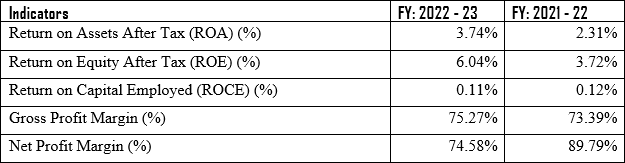 Indicators FY: 2022 - 23 FY: 2021 - 22
Return on Assets After Tax (ROA) (%) 3.74% 2.31%
Return on Equity After Tax (ROE) (%) 6.04% 3.72%
Return on Capital Employed (ROCE) (%) 0.11% 0.12%
Gross Profit Margin (%) 75.27% 73.39%
Net Profit Margin (%) 74.58% 89.79%